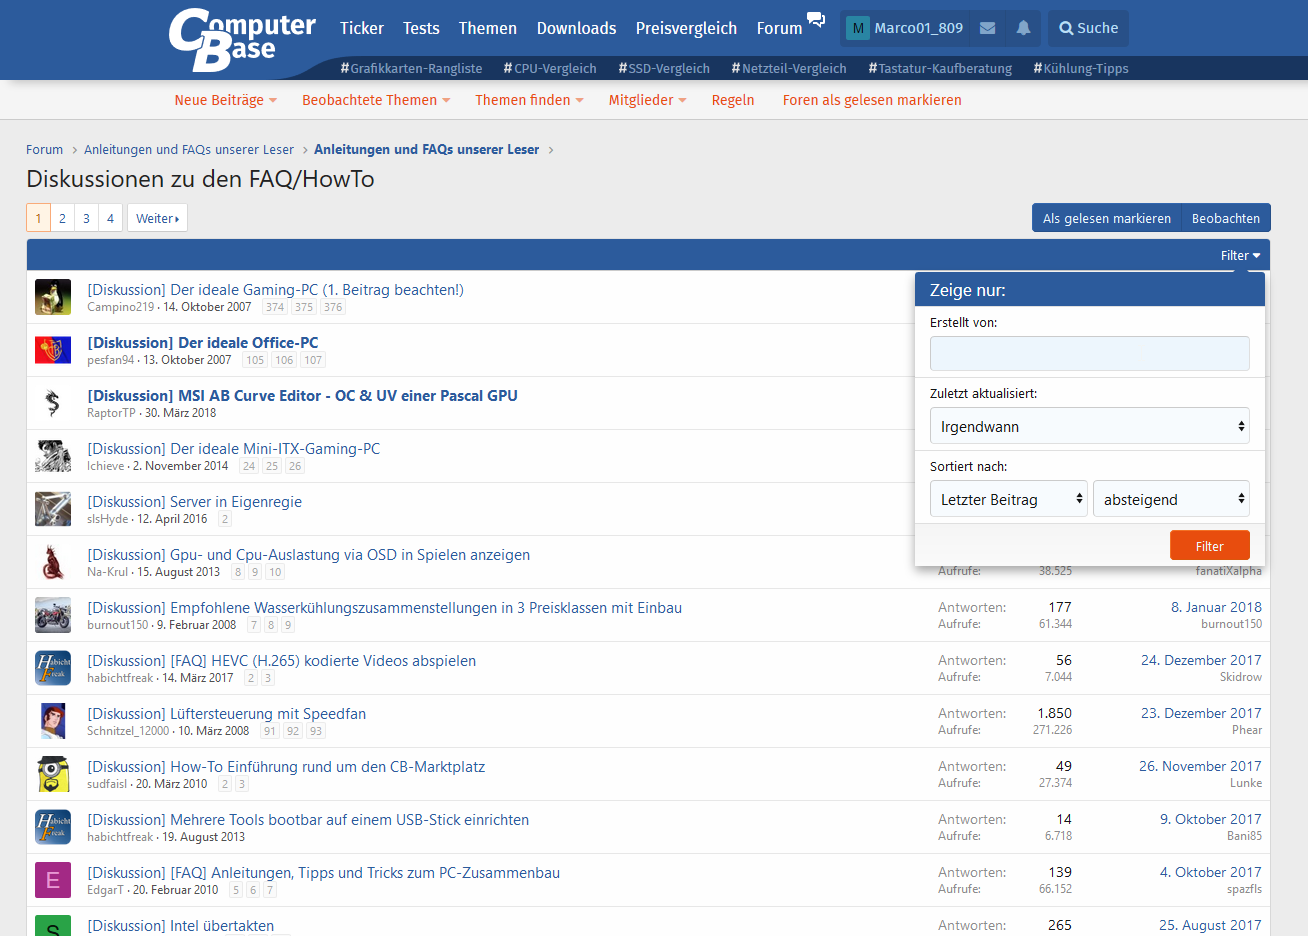 ComputerBase
Ticker Tests Themen Downloads Preisvergleich Forum M Marco01_809 Suche
#Grafikkarten-Rangliste #CPU-Vergleich #SSD-Vergleich #Netzteil-Vergleich #Tastatur-Kaufberatung #Kühlung-Tipps
Neue Beiträge Beobachtete Themen Themen finden Mitglieder Regeln Foren als gelesen markieren
Forum Anleitungen und FAQs unserer Leser Anleitungen und FAQs unserer Leser
Diskussionen zu den FAQ/HowTo
1 2 3 4 Weiter Als gelesen markieren Beobachten
Filter
Zeige nur:
Erstellt von:
Zuletzt aktualisiert:
Irgendwann
Sortiert nach:
Letzter Beitrag absteigend
Filter
[Diskussion] Der ideale Gaming-PC (1. Beitrag beachten!)
Campino219 · 14. Oktober 2007 374 375 376
[Diskussion] Der ideale Office-PC
pesfan94 · 13. Oktober 2007 105 106 107
[Diskussion] MSI AB Curve Editor - OC & UV einer Pascal GPU
RaptorTP · 30. März 2018
[Diskussion] Der ideale Mini-ITX-Gaming-PC
Ichieve · 2. November 2014 24 25 26
[Diskussion] Server in Eigenregie
slsHyde · 12. April 2016 2
[Diskussion] Gpu- und Cpu-Auslastung via OSD in Spielen anzeigen
Na-Krul · 15. August 2013 8 9 10 Aufrufe: 38.525 fanatiXalpha
[Diskussion] Empfohlene Wasserkühlungszusammenstellungen in 3 Preisklassen mit Einbau Antworten: 177 8. Januar 2018
burnout150 · 9. Februar 2008 7 8 9 Aufrufe: 61.344 burnout150
Habicht Freak
[Diskussion] [FAQ] HEVC (H.265) kodierte Videos abspielen Antworten: 56 24. Dezember 2017
habichtfreak · 14. März 2017 2 3 Aufrufe: 7.044 Skidrow
[Diskussion] Lüftersteuerung mit Speedfan Antworten: 1.850 23. Dezember 2017
Schnitzel_12000 · 10. März 2008 91 92 93 Aufrufe: 271.226 Phear
[Diskussion] How-To Einführung rund um den CB-Marktplatz Antworten: 49 26. November 2017
sudfaisl · 20. März 2010 2 3 Aufrufe: 27.374 Lunke
Habicht Freak
[Diskussion] Mehrere Tools bootbar auf einem USB-Stick einrichten Antworten: 14 9. Oktober 2017
habichtfreak · 19. August 2013 Aufrufe: 6.718 Bani85
E
[Diskussion] [FAQ] Anleitungen, Tipps und Tricks zum PC-Zusammenbau Antworten: 139 4. Oktober 2017
EdgarT · 20. Februar 2010 5 6 7 Aufrufe: 66.152 spazfls
S
[Diskussion] Intel übertakten Antworten: 265 25. August 2017